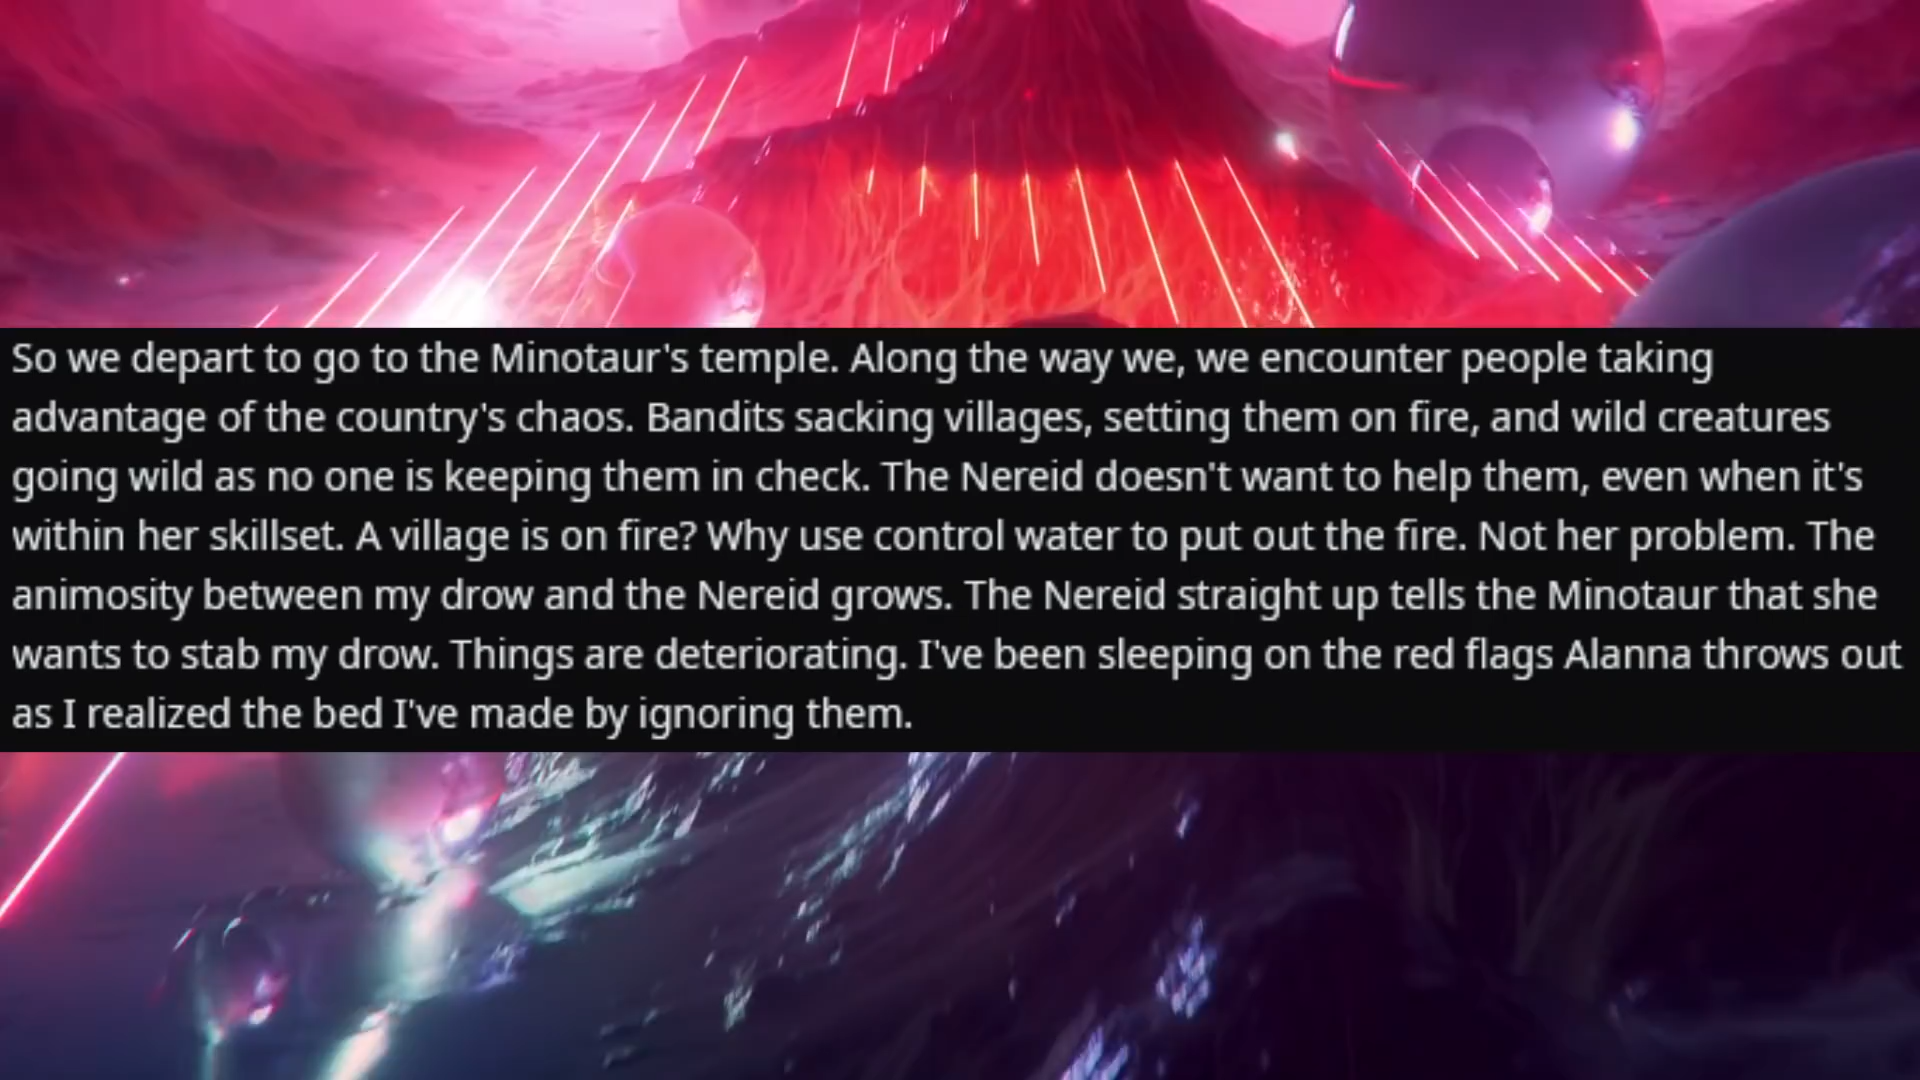 So we depart to go to the Minotaur's temple. Along the way we, we encounter people taking
advantage of the country's chaos. Bandits sacking villages, setting them on fire, and wild creatures
going wild as no one is keeping them in check. The Nereid doesn't want to help them, even when it's
within her skillset. A village is on fire? Why use control water to put out the fire. Not her problem. The
animosity between my drow and the Nereid grows. The Nereid straight up tells the Minotaur that she
wants to stab my drow. Things are deteriorating. I've been sleeping on the red flags Alanna throws out
as I realized the bed I've made by ignoring them.